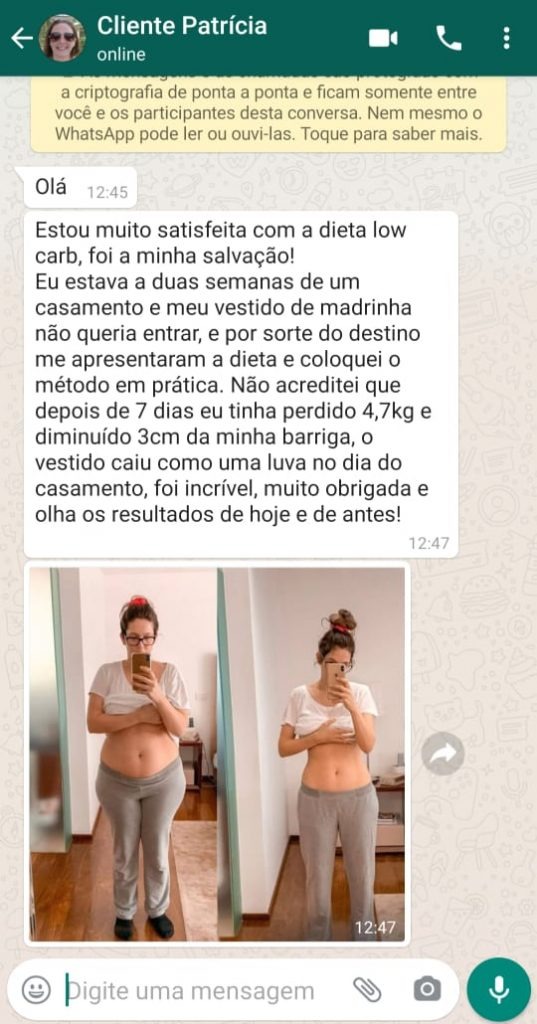 Cliente Patrícia
online
a criptografia de ponta a ponta e ficam somente entre
você e os participantes desta conversa. Nem mesmo o
WhatsApp pode ler ou ouvi-las. Toque para saber mais.
Olá 12:45
Estou muito satisfeita com a dieta low
carb, foi a minha salvação!
Eu estava a duas semanas de um
casamento e meu vestido de madrinha
não queria entrar, e por sorte do destino
me apresentaram a dieta e coloquei o
método em prática. Não acreditei que
depois de 7 dias eu tinha perdido 4,7kg e
diminuído 3cm da minha barriga, o
vestido caiu como uma luva no dia do
casamento, foi incrível, muito obrigada e
olha os resultados de hoje e de antes!
12:47
12:47
Digite uma mensagem